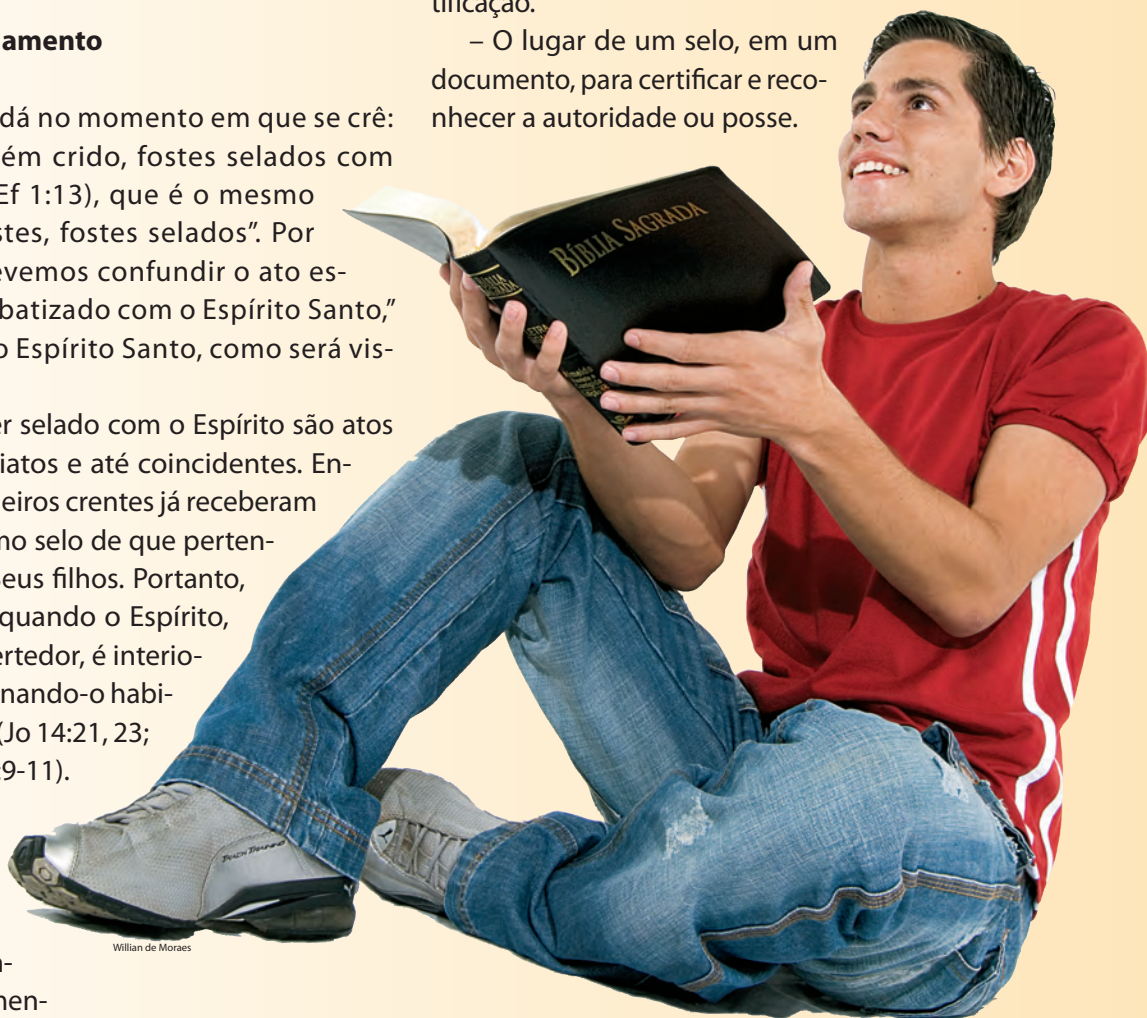 amento
dá no momento em que se crê:
ém crido, fostes selados com
Ef 1:13), que é o mesmo
stes, fostes selados”. Por
evemos confundir o ato es-
batizado com o Espírito Santo,”
o Espírito Santo, como será vis-
er selado com o Espírito são atos
iatos e até coincidentes. En-
eiros crentes já receberam
mo selo de que perten-
Seus filhos. Portanto,
quando o Espírito,
ertedor, é interio-
nando-o habi-
(Jo 14:21, 23;
:9-11).
n-
men-
tificação.
– O lugar de um selo, em um
documento, para certificar e reco-
nhecer a autoridade ou posse.
BÍBLIA SAGRADA
Willian de Moraes